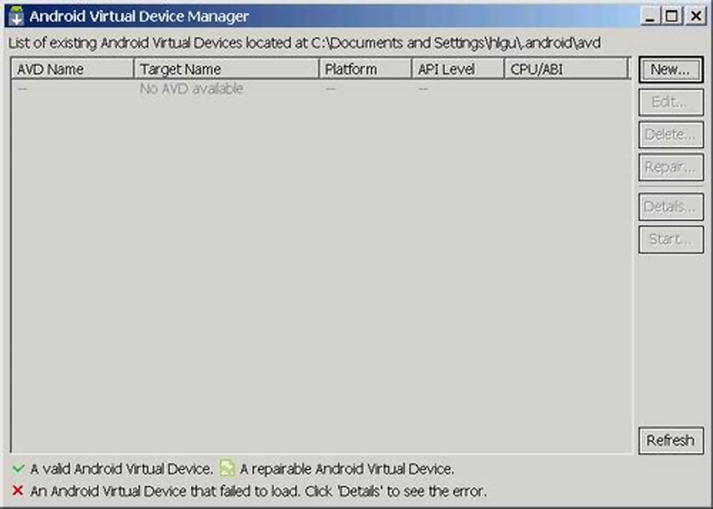 Android Virtual Device Manager
List of existing Android Virtual Devices located at C:\Documents and Settings\hlgu\.android\avd
AVD Name Target Name Platform API Level CPU/ABI
-- No AVD available -- --
New...
Edit...
Delete...
Repair...
Details...
Start...
Refresh
A valid Android Virtual Device. A repairable Android Virtual Device.
An Android Virtual Device that failed to load. Click 'Details' to see the error.